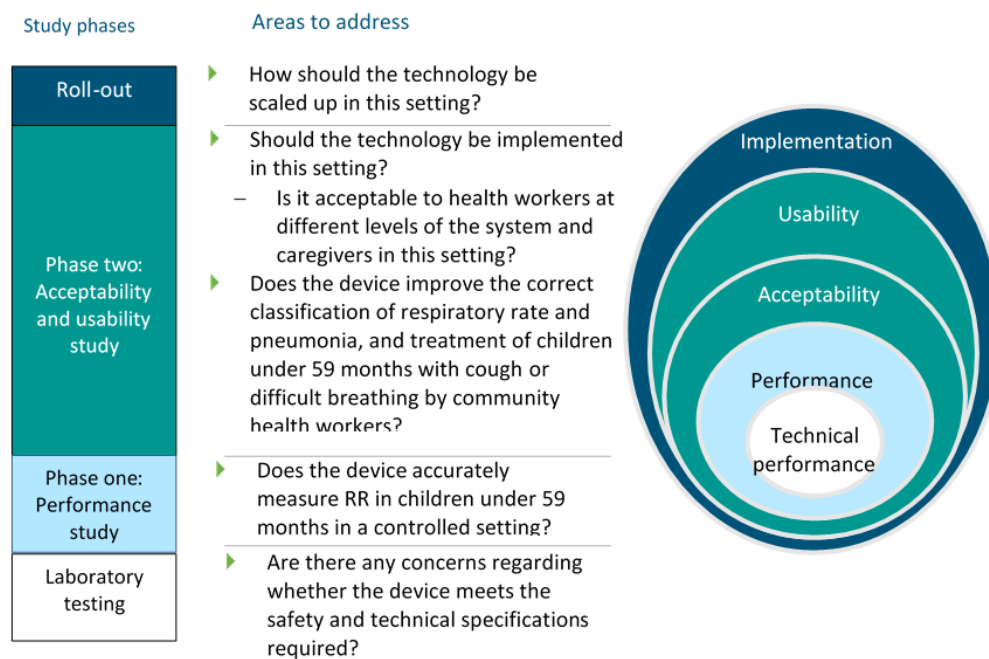 Study phases
Areas to address
Roll-out
How should the technology be
scaled up in this setting?
Phase two:
Acceptability
and usability
study
Should the technology be implemented
in this setting?
– Is it acceptable to health workers at
different levels of the system and
caregivers in this setting?
Does the device improve the correct
classification of respiratory rate and
pneumonia, and treatment of children
under 59 months with cough or
difficult breathing by community
health workers?
Phase one:
Performance
study
Does the device accurately
measure RR in children under 59
months in a controlled setting?
Laboratory
testing
Are there any concerns regarding
whether the device meets the
safety and technical specifications
required?
Implementation
Usability
Acceptability
Performance
Technical
performance